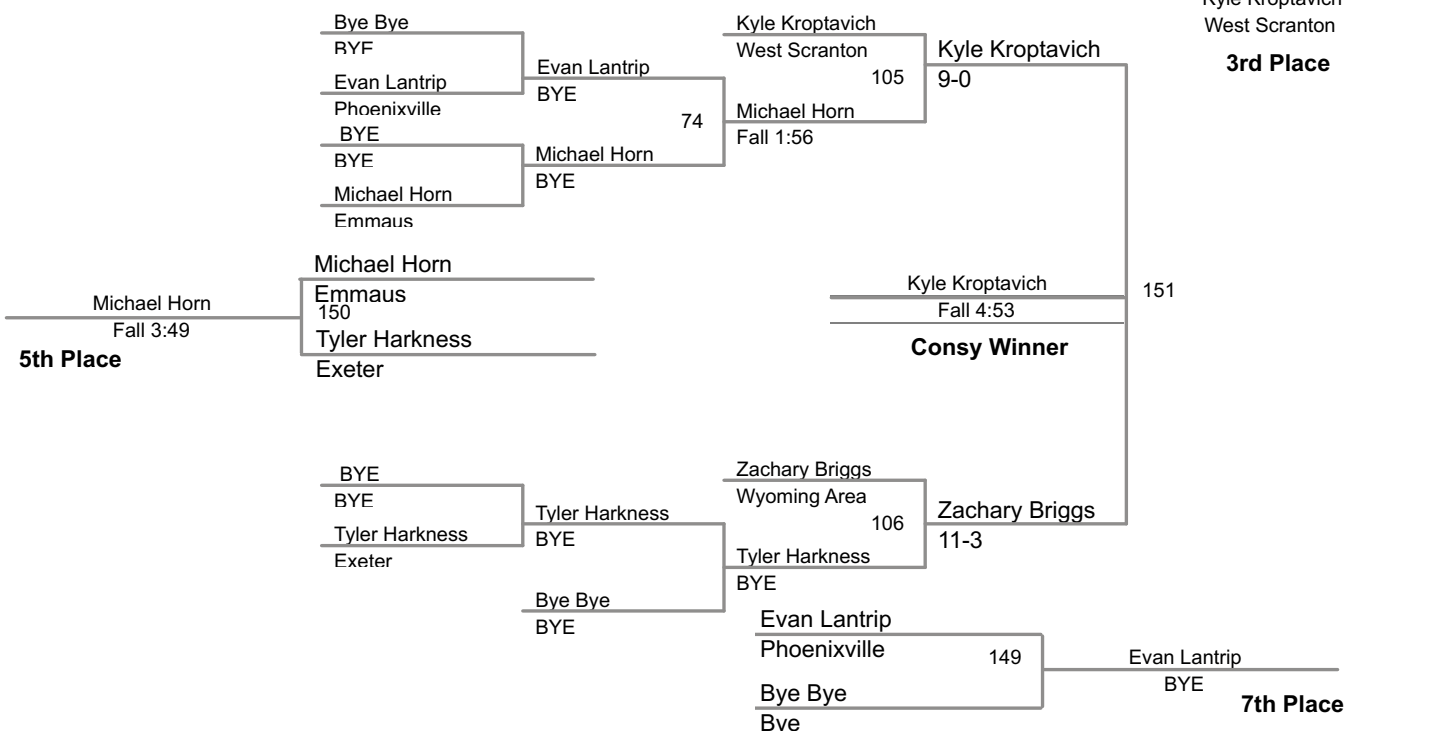 Kyle Kroptavich
West Scranton
3rd Place
Bye Bye
BYE
Evan Lantrip
Phoenixville
BYE
BYE
Michael Horn
Emmaus
Evan Lantrip
BYE
74
Michael Horn
BYE
Kyle Kroptavich
West Scranton
105
Michael Horn
Fall 1:56
Kyle Kroptavich
9-0
Michael Horn
Emmaus
150
Tyler Harkness
Exeter
Michael Horn
Fall 3:49
5th Place
Kyle Kroptavich
Fall 4:53
Consy Winner
151
BYE
BYE
Tyler Harkness
Exeter
Tyler Harkness
BYE
Bye Bye
BYE
Zachary Briggs
Wyoming Area
106
Tyler Harkness
BYE
Zachary Briggs
11-3
Evan Lantrip
Phoenixville
149
Bye Bye
Bye
Evan Lantrip
BYE
7th Place